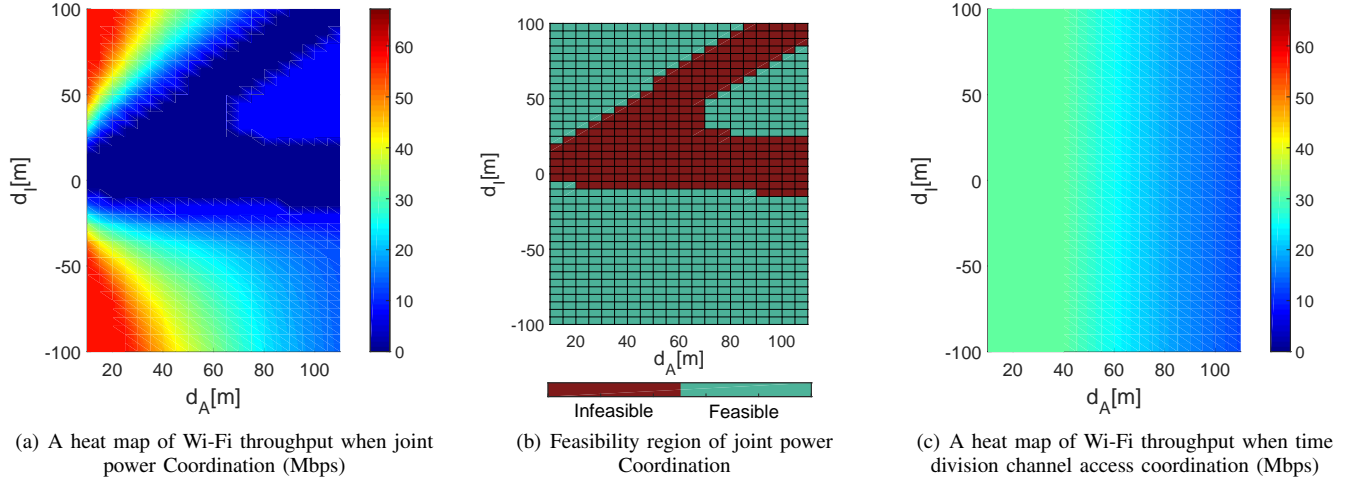 100
50
0
-50
-100
d_I[m]
20 40 60 80 100
d_A[m]
60
50
40
30
20
10
0
(a) A heat map of Wi-Fi throughput when joint
power Coordination (Mbps)
100
50
0
-50
-100
d_I[m]
20 40 60 80 100
d_A[m]
Infeasible Feasible
(b) Feasibility region of joint power
Coordination
100
50
0
-50
-100
d_I[m]
20 40 60 80 100
d_A[m]
60
50
40
30
20
10
0
(c) A heat map of Wi-Fi throughput when time
division channel access coordination (Mbps)